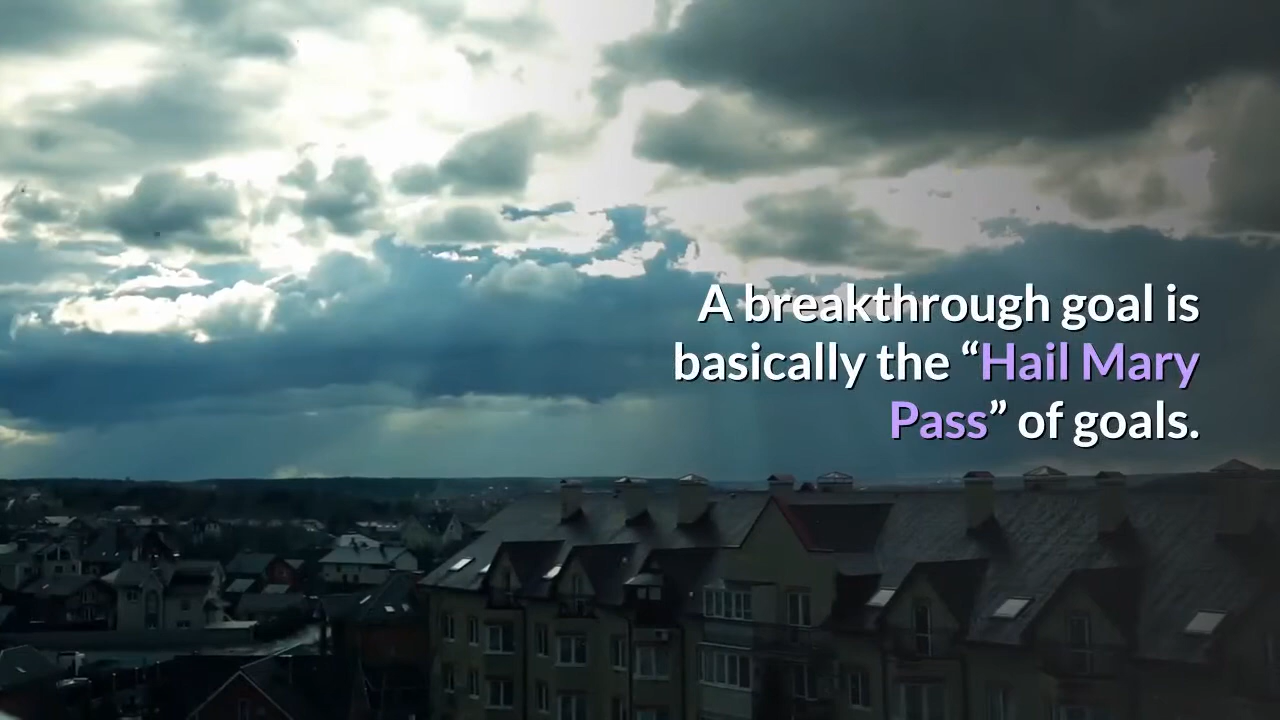 A breakthrough goal is
basically the “Hail Mary
Pass” of goals.